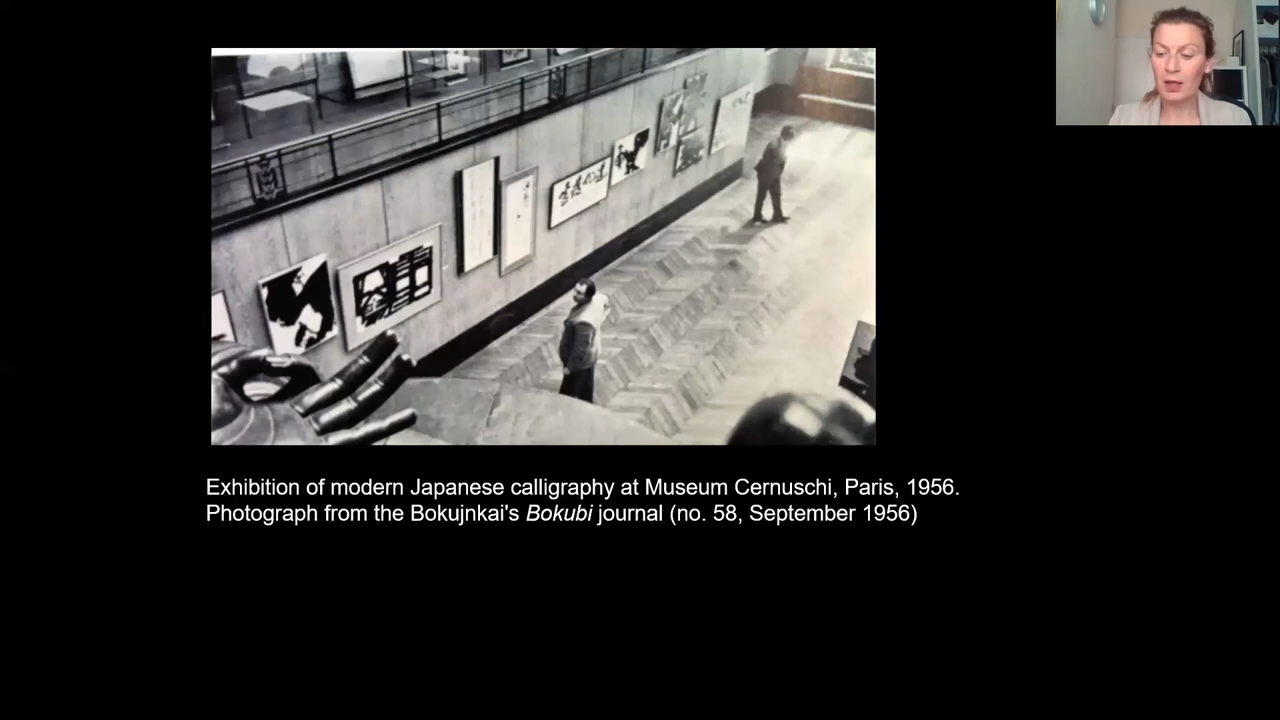 Exhibition of modern Japanese calligraphy at Museum Cernuschi, Paris, 1956.
Photograph from the Bokujnkai's Bokubi journal (no. 58, September 1956)